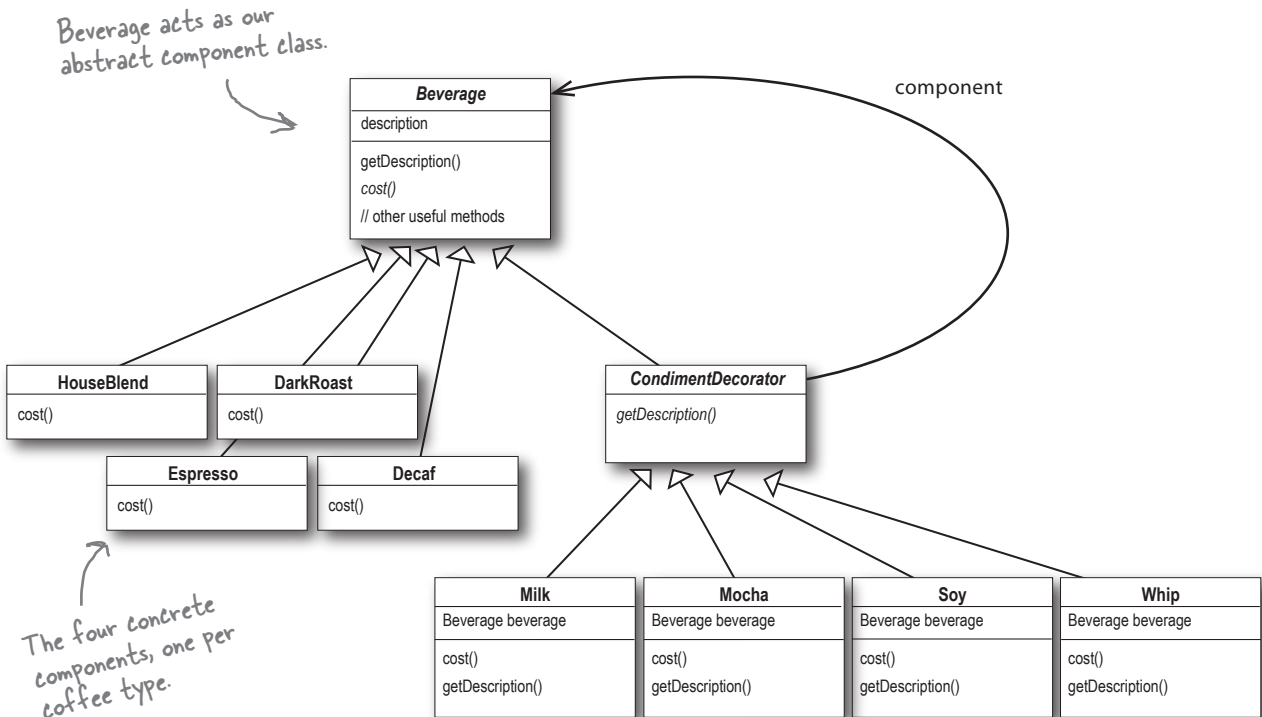 Beverage acts as our
abstract component class.
component
Beverage
description
getDescription()
cost()
// other useful methods
HouseBlend
cost()
DarkRoast
cost()
CondimentDecorator
getDescription()
Espresso
cost()
Decaf
cost()
The four concrete
components, one per
coffee type.
Milk
Beverage beverage
cost()
getDescription()
Mocha
Beverage beverage
cost()
getDescription()
Soy
Beverage beverage
cost()
getDescription()
Whip
Beverage beverage
cost()
getDescription()